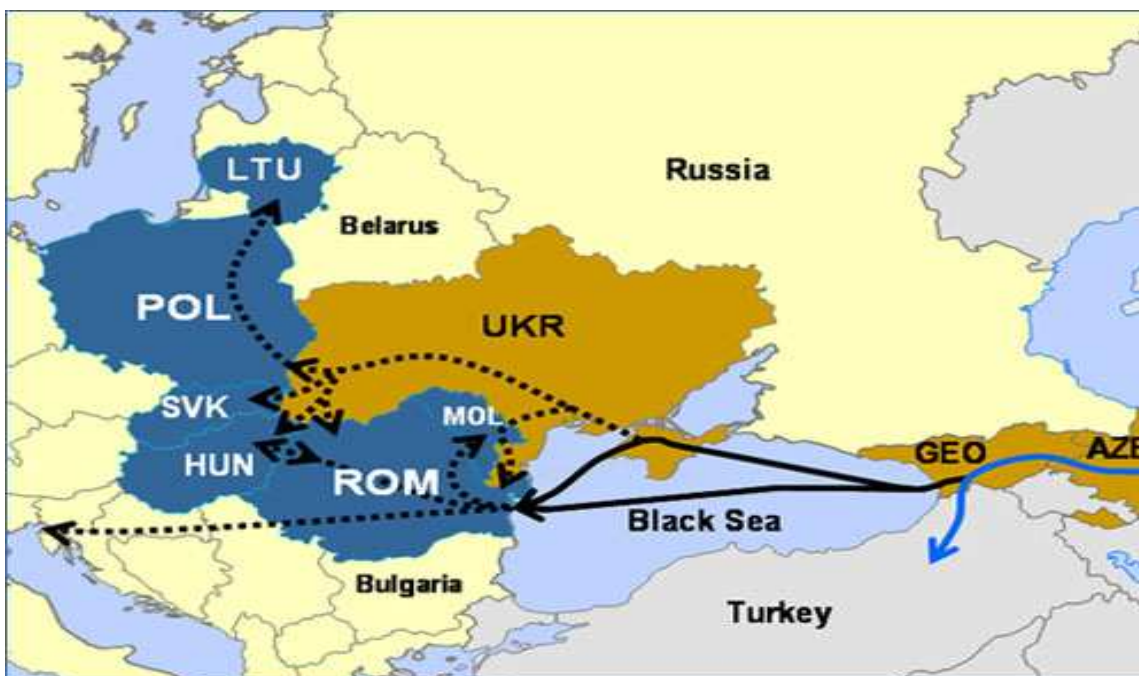 LTU
Russia
Belarus
POL
UKR
SVK
MOL
HUN
ROM
GEO
AZE
Black Sea
Bulgaria
Turkey